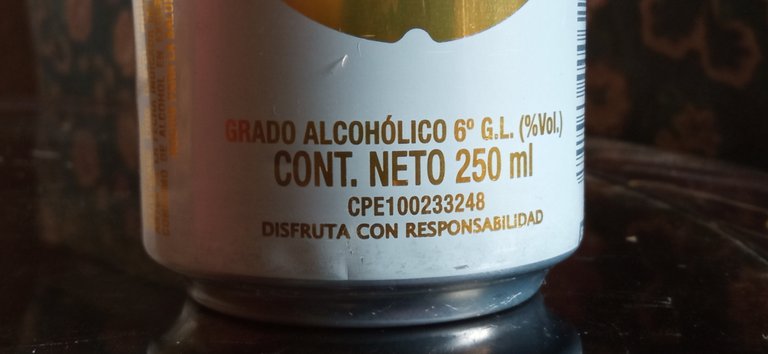 GRADO ALCOHÓLICO 6º G.L. (%Vol.)
CONT. NETO 250 ml
CPE100233248
DISFRUTA CON RESPONSABILIDAD